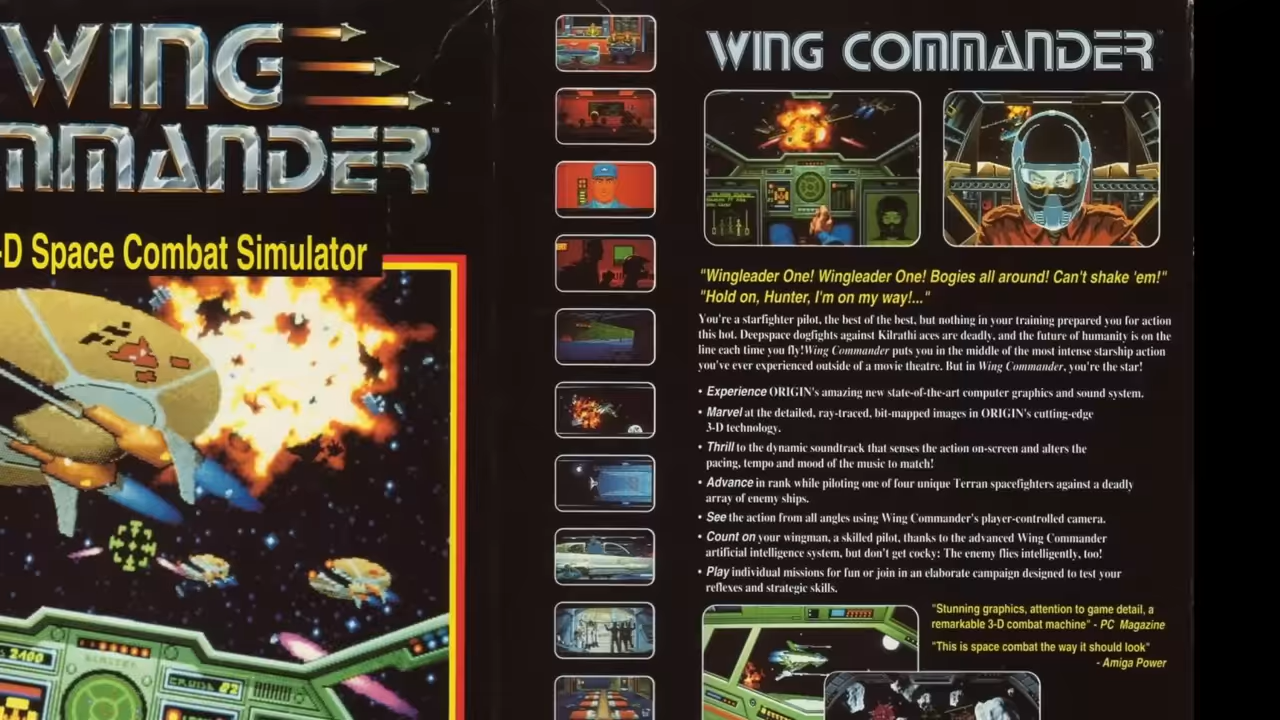 WING
MMANDER™
-D Space Combat Simulator
2400
WING COMMANDER™
"Wingleader One! Wingleader One! Bogies all around! Can't shake 'em!"
"Hold on, Hunter, I'm on my way!..."
You're a starfighter pilot, the best of the best, but nothing in your training prepared you for action
this hot. Deepspace dogfights against Kilrathi aces are deadly, and the future of humanity is on the
line each time you fly!Wing Commander puts you in the middle of the most intense starship action
you've ever experienced outside of a movie theatre. But in Wing Commander, you're the star!
• Experience ORIGIN's amazing new state-of-the-art computer graphics and sound system.
• Marvel at the detailed, ray-traced, bit-mapped images in ORIGIN's cutting-edge
3-D technology.
• Thrill to the dynamic soundtrack that senses the action on-screen and alters the
pacing, tempo and mood of the music to match!
• Advance in rank while piloting one of four unique Terran spacefighters against a deadly
array of enemy ships.
• See the action from all angles using Wing Commander's player-controlled camera.
• Count on your wingman, a skilled pilot, thanks to the advanced Wing Commander
artificial intelligence system, but don't get cocky: The enemy flies intelligently, too!
• Play individual missions for fun or join in an elaborate campaign designed to test your
reflexes and strategic skills.
"Stunning graphics, attention to game detail, a
remarkable 3-D combat machine" - PC Magazine
"This is space combat the way it should look"
- Amiga Power